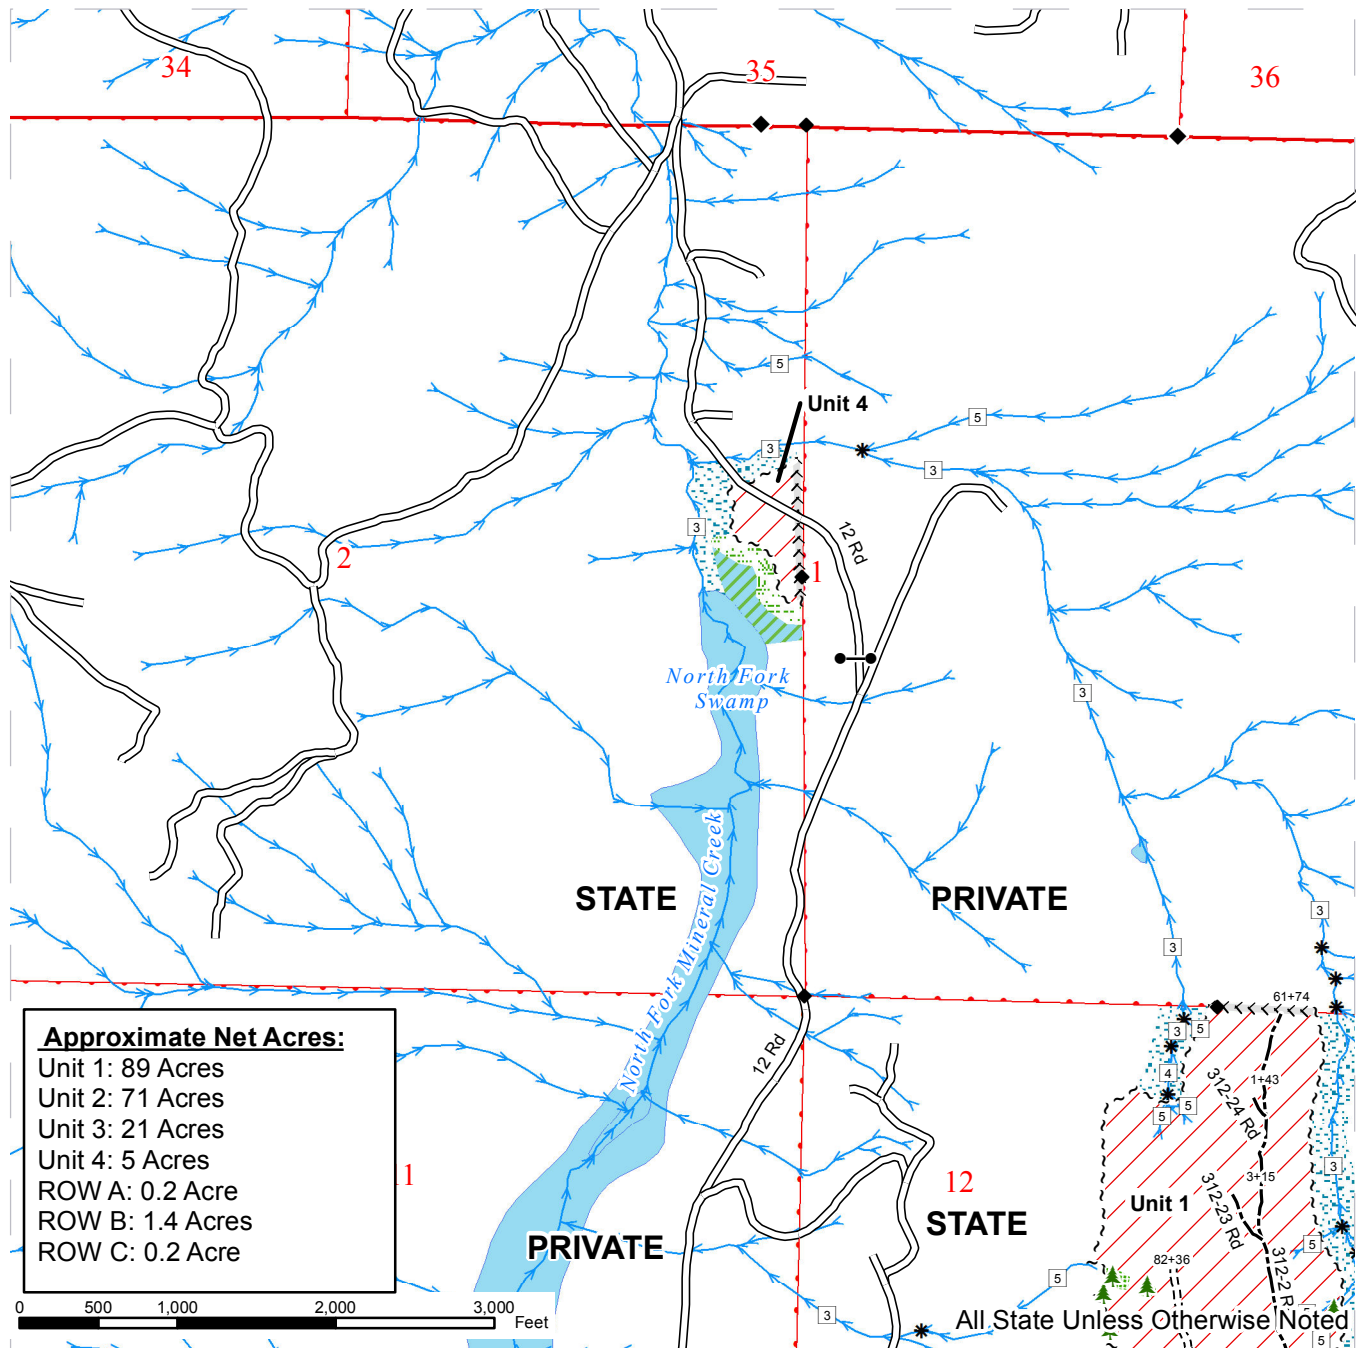 34
35
36
5
Unit 4
3
5
3
3
12 Rd
2
1
North Fork
Swamp
3
North Fork Mineral Creek
STATE
PRIVATE
3
3
61+74
Approximate Net Acres:
Unit 1: 89 Acres
Unit 2: 71 Acres
Unit 3: 21 Acres
Unit 4: 5 Acres
ROW A: 0.2 Acre
ROW B: 1.4 Acres
ROW C: 0.2 Acre
12 Rd
3
5
4
5
5
312-24 Rd
1+43
3
11
12
3+15
Unit 1
312-23 Rd
STATE
PRIVATE
5
82+36
312-2 R
5
3
0
500
1,000
2,000
3,000
Feet
All State Unless Otherwise Noted
5
5